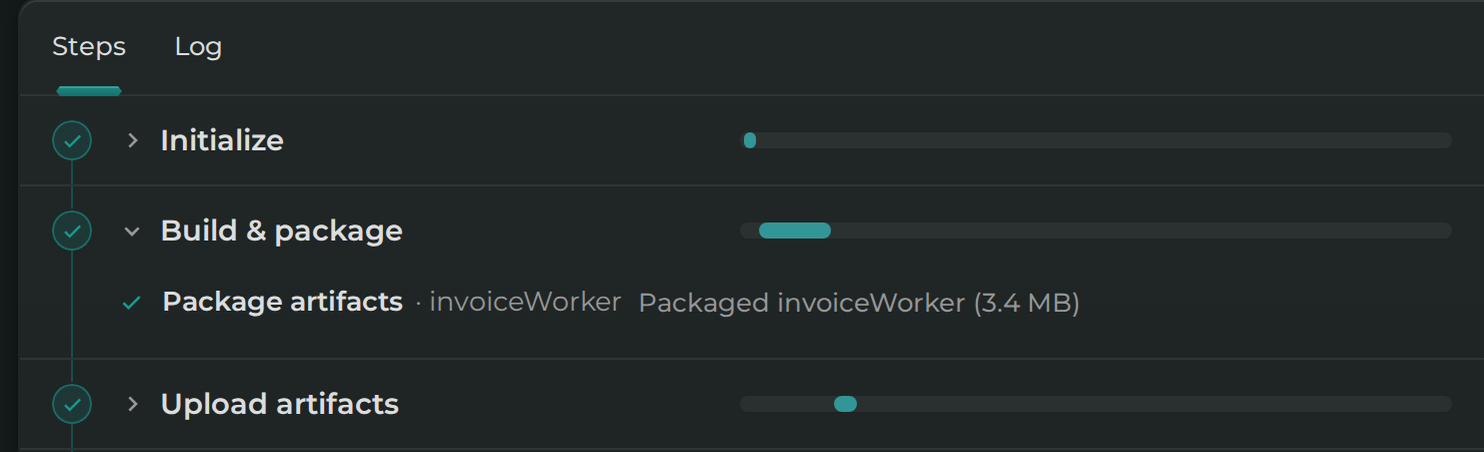 Steps Log
Initialize
Build & package
Package artifacts · invoiceWorker Packaged invoiceWorker (3.4 MB)
Upload artifacts